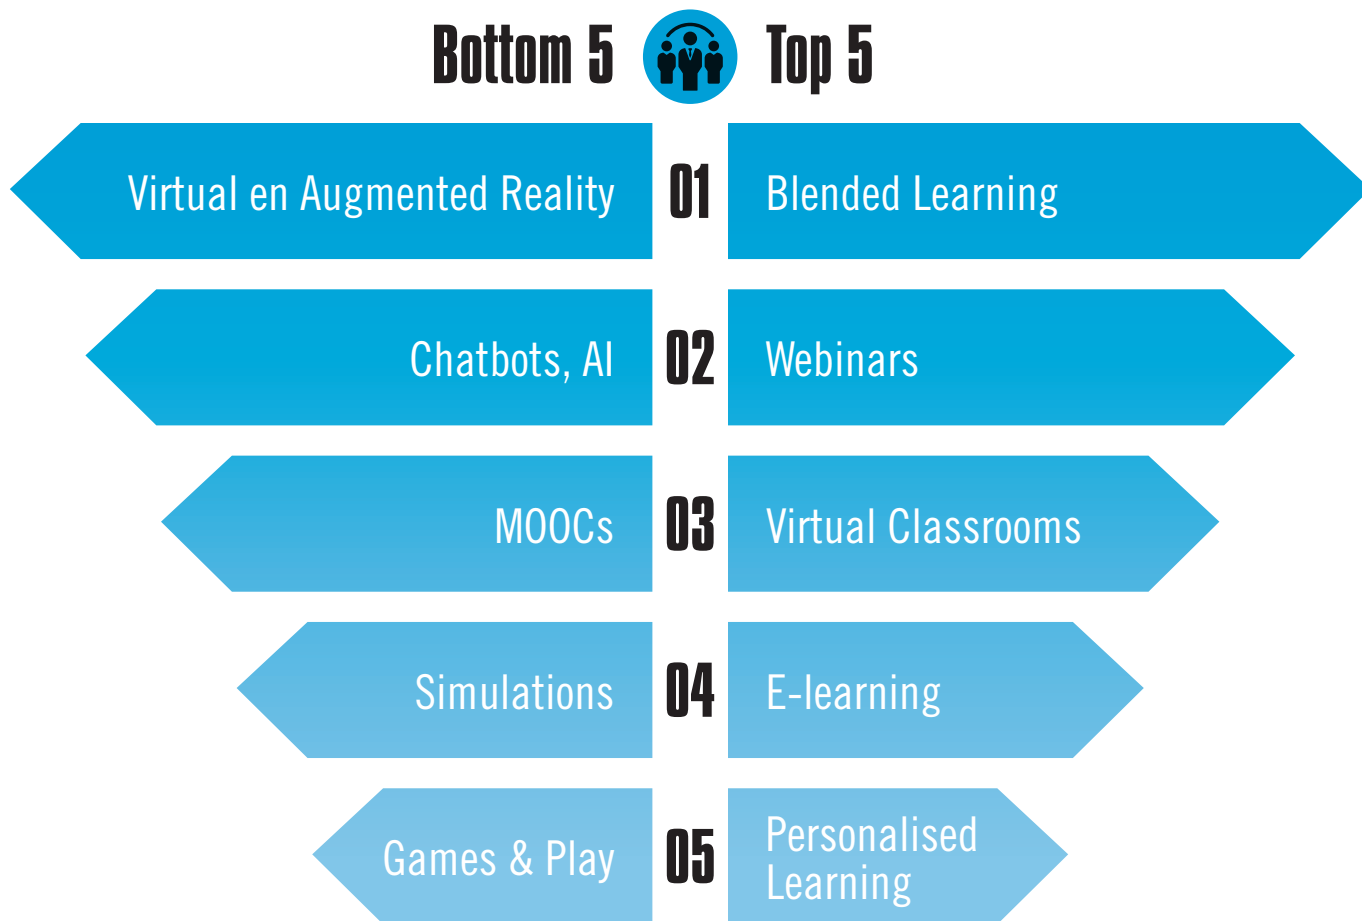 Bottom 5 Top 5
Virtual en Augmented Reality 01 Blended Learning
Chatbots, AI 02 Webinars
MOOCs 03 Virtual Classrooms
Simulations 04 E-learning
Games & Play 05 Personalised
Learning